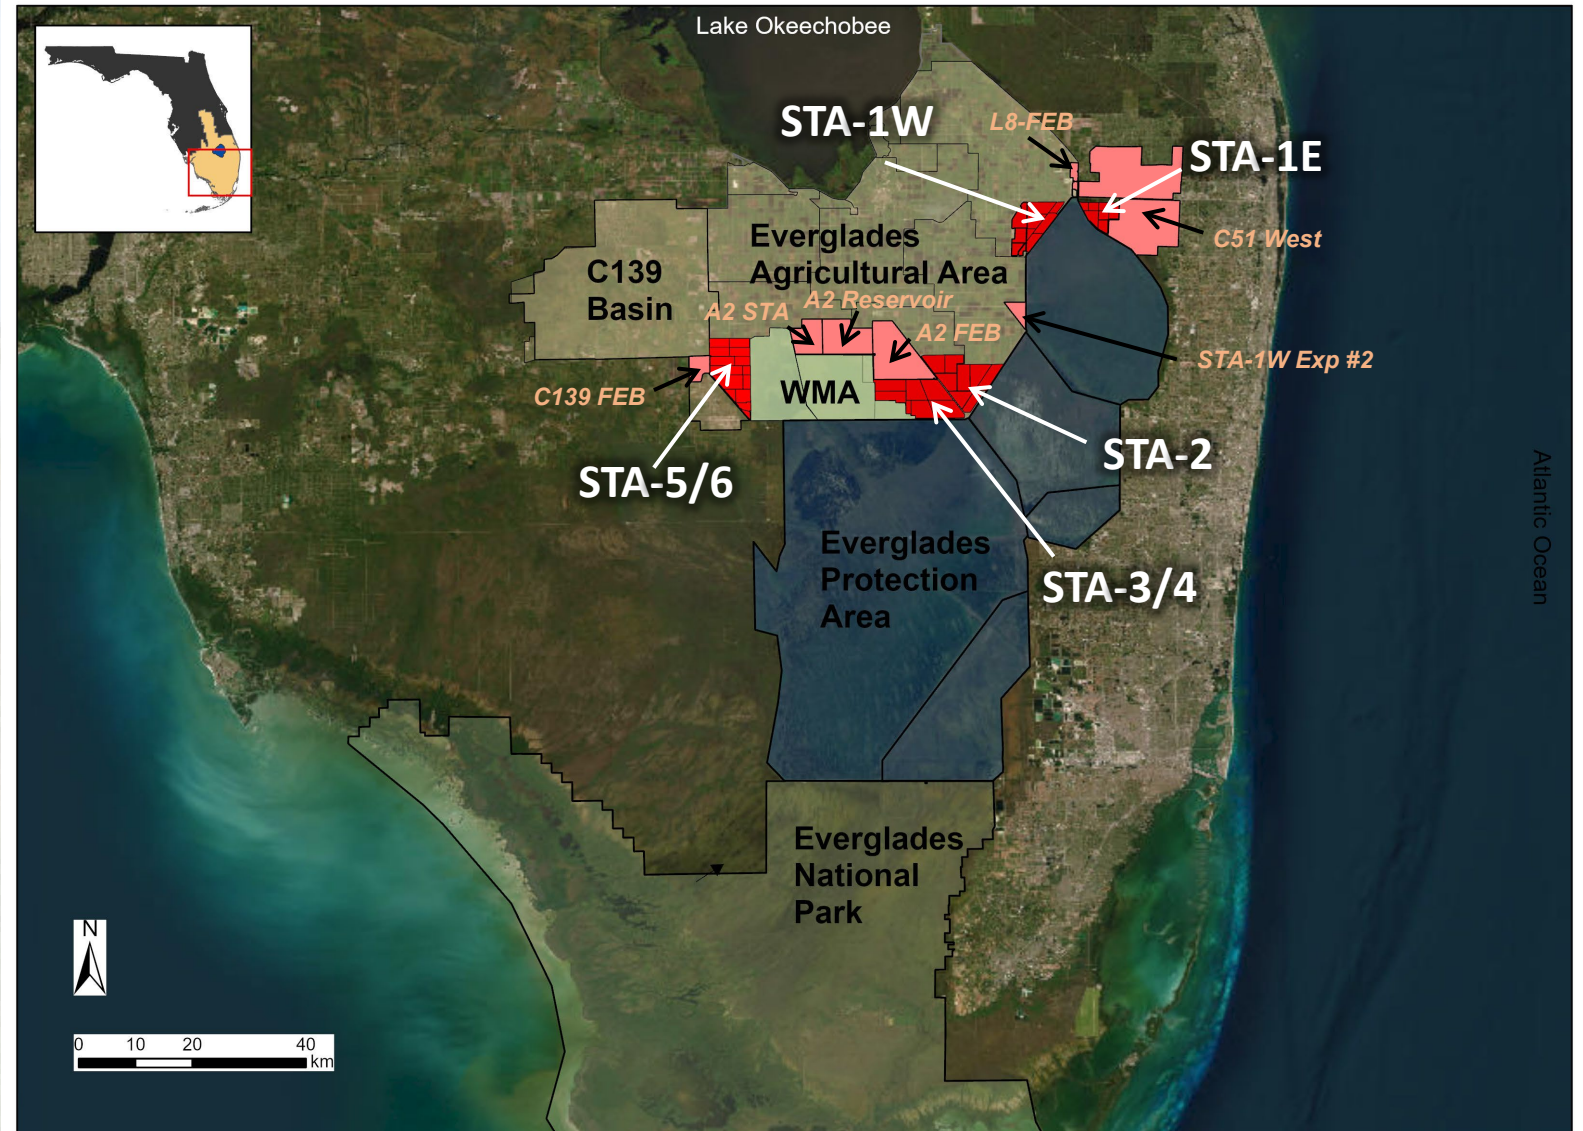 Lake Okeechobee
STA-1W
L8-FEB
STA-1E
C51 West
Everglades
Agricultural Area
C139
Basin
A2 STA
A2 Reservoir
A2 FEB
STA-1W Exp #2
C139 FEB
WMA
STA-2
STA-5/6
Everglades
Protection
Area
STA-3/4
Atlantic Ocean
Everglades
National
Park
N
0 10 20 40
km